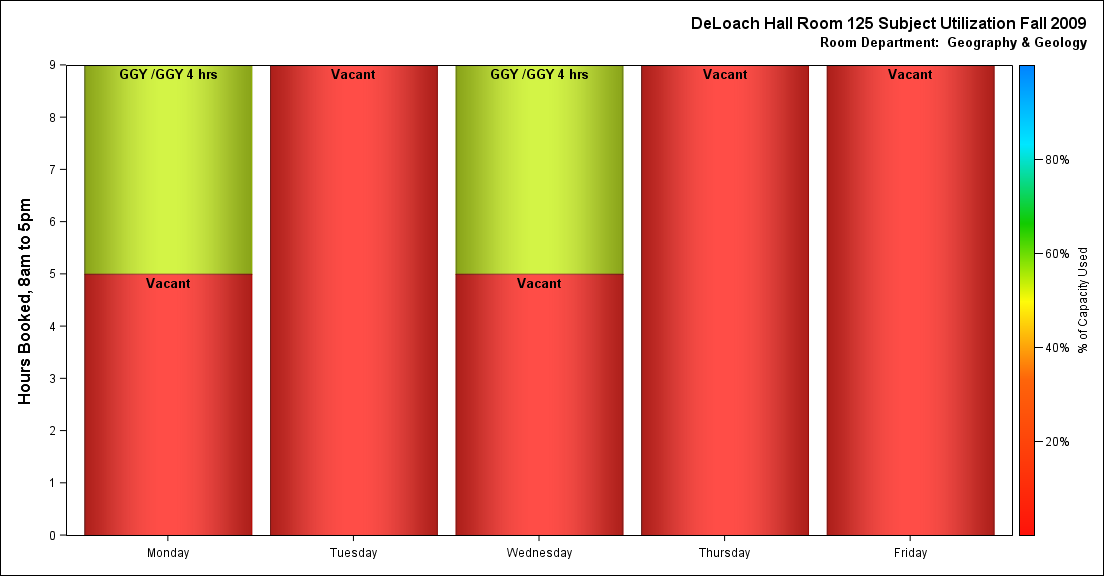 DeLoach Hall Room 125 Subject Utilization Fall 2009
Room Department:  Geography & Geology
Hours Booked, 8am to 5pm
9
8
7
6
5
4
3
2
1
0
GGY /GGY 4 hrs
Vacant
Vacant
GGY /GGY 4 hrs
Vacant
Vacant
Vacant
Monday
Tuesday
Wednesday
Thursday
Friday
80%
60%
40%
20%
% of Capacity Used